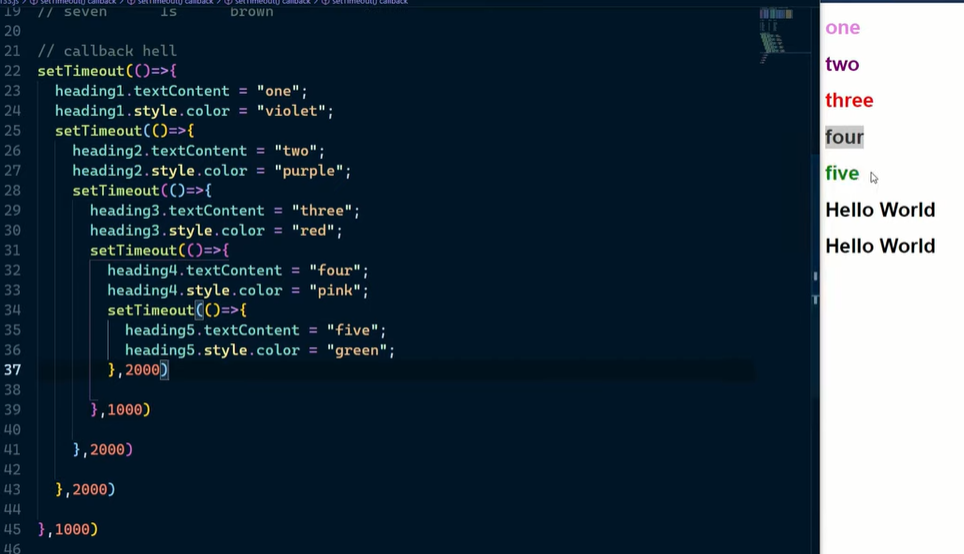 setTimeout() callback > setTimeout() callback > setTimeout() callback > setTimeout() callback
19 // seven is brown
20
21 // callback hell
22 setTimeout(()=>{
23 heading1.textContent = "one";
24 heading1.style.color = "violet";
25 setTimeout(()=>{
26 heading2.textContent = "two";
27 heading2.style.color = "purple";
28 setTimeout(()=>{
29 heading3.textContent = "three";
30 heading3.style.color = "red";
31 setTimeout(()=>{
32 heading4.textContent = "four";
33 heading4.style.color = "pink";
34 setTimeout(()=>{
35 heading5.textContent = "five";
36 heading5.style.color = "green";
37 },2000)
38
39 },1000)
40
41 },2000)
42
43 },2000)
44
45 },1000)
46
one
two
three
four
five
Hello World
Hello World